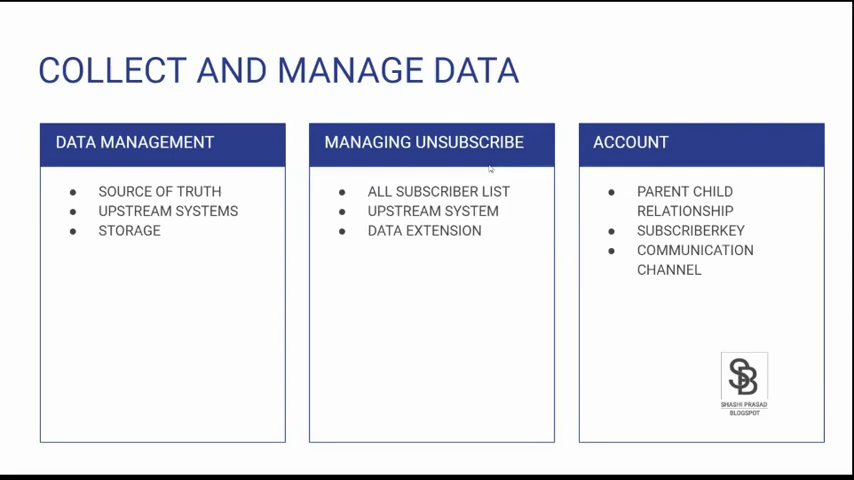 COLLECT AND MANAGE DATA
DATA MANAGEMENT
● SOURCE OF TRUTH
● UPSTREAM SYSTEMS
● STORAGE
MANAGING UNSUBSCRIBE
● ALL SUBSCRIBER LIST
● UPSTREAM SYSTEM
● DATA EXTENSION
ACCOUNT
● PARENT CHILD
RELATIONSHIP
● SUBSCRIBERKEY
● COMMUNICATION
CHANNEL
SB
SHASHI PRASAD
BLOGSPOT